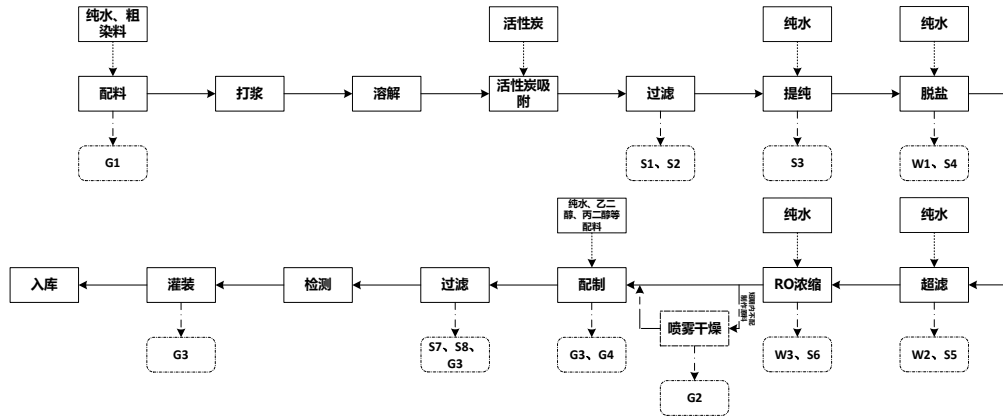 纯水、粗
染料
活性炭
纯水
纯水
配料
打浆
溶解
活性炭吸
附
过滤
提纯
脱盐
G1
S1、S2
S3
W1、S4
纯水、乙二
醇、丙二醇等
配料
纯水
纯水
入库
灌装
检测
过滤
配制
RO浓缩
超滤
喷雾干燥
G3
S7、S8、
G3
G3、G4
W3、S6
W2、S5
G2